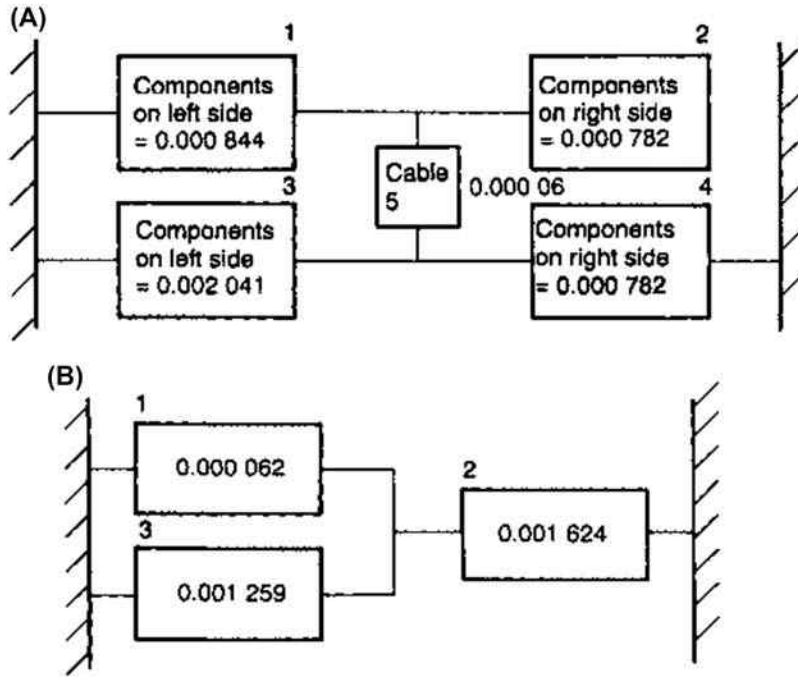 (A)
1
Components
on left side
= 0.000 844
2
Components
on right side
= 0.000 782
Cable
5
0.000 06
3
Components
on left side
= 0.002 041
4
Components
on right side
= 0.000 782
(B)
1
0.000 062
2
0.001 624
3
0.001 259